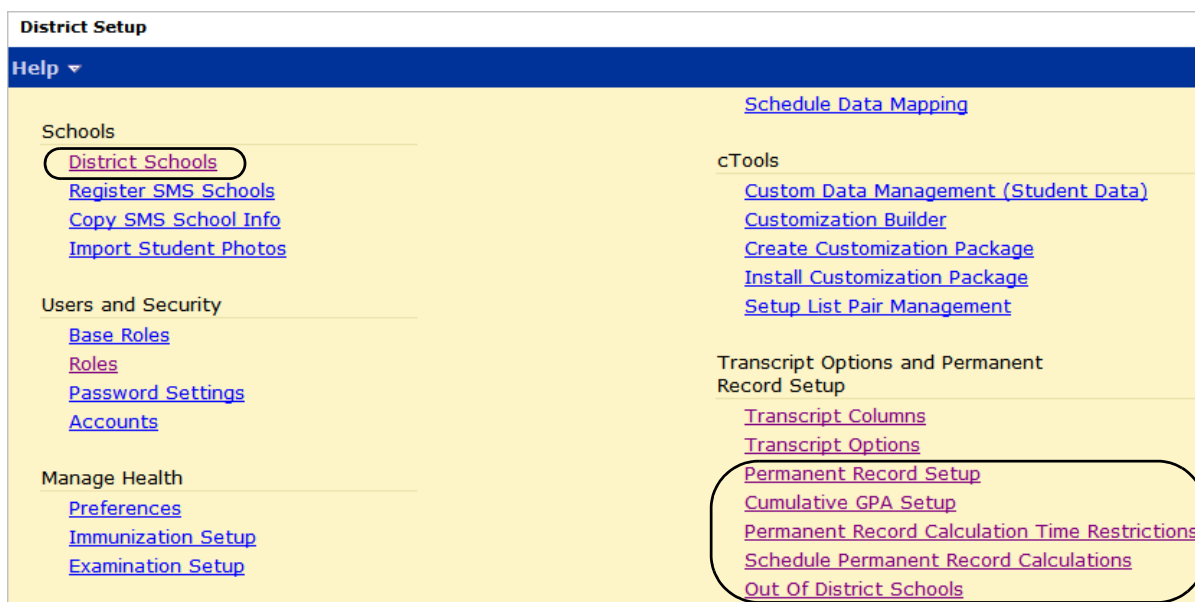 District Setup
Help
Schools
District Schools
Register SMS Schools
Copy SMS School Info
Import Student Photos
Users and Security
Base Roles
Roles
Password Settings
Accounts
Manage Health
Preferences
Immunization Setup
Examination Setup
Schedule Data Mapping
cTools
Custom Data Management (Student Data)
Customization Builder
Create Customization Package
Install Customization Package
Setup List Pair Management
Transcript Options and Permanent
Record Setup
Transcript Columns
Transcript Options
Permanent Record Setup
Cumulative GPA Setup
Permanent Record Calculation Time Restrictions
Schedule Permanent Record Calculations
Out Of District Schools